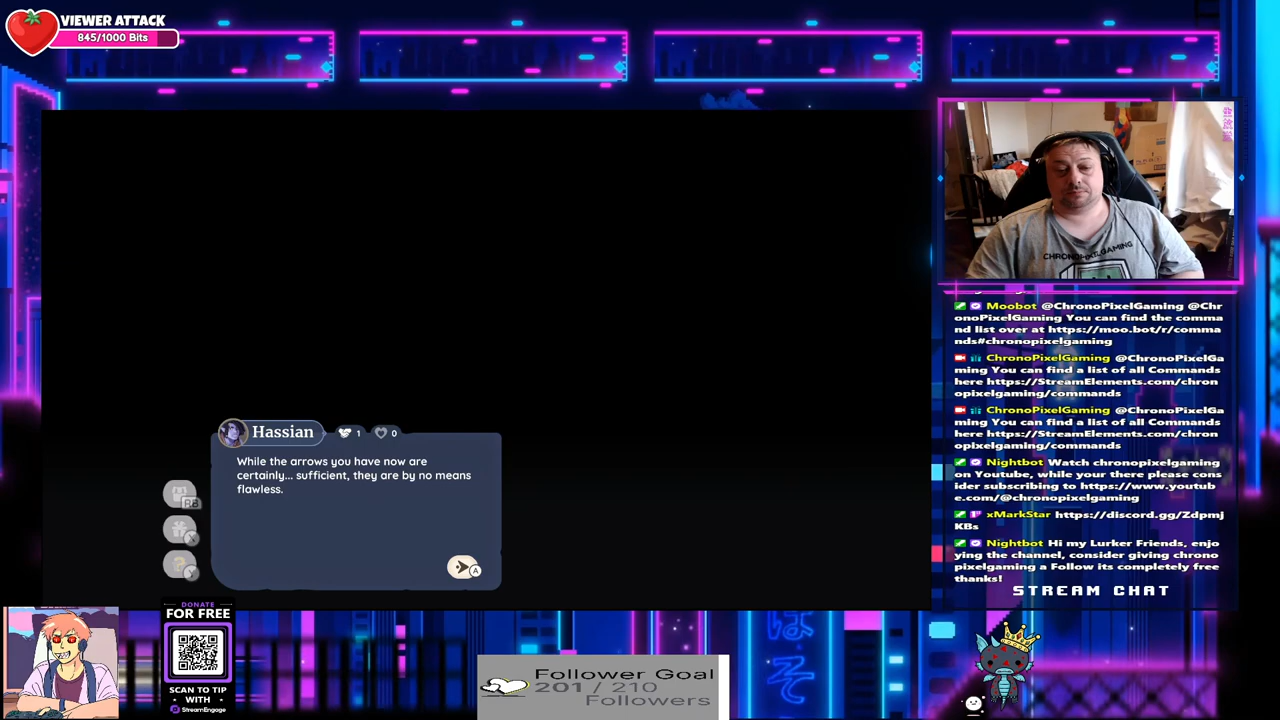 VIEWER ATTACK
845/1000 Bits
Hassian
1
0
While the arrows you have now are
certainly... sufficient, they are by no means
flawless.
RB
X
Y
A
CHRONOPIXELGAMING
Moobot @ChronoPixelGaming @Chr
onoPixelGaming You can find the comma
nd list over at https://moo.bot/r/comma
nds#chronopixelgaming
ChronoPixelGaming @ChronoPixelGa
ming You can find a list of all Commands
here https://StreamElements.com/chron
opixelgaming/commands
ChronoPixelGaming @ChronoPixelGa
ming You can find a list of all Commands
here https://StreamElements.com/chron
opixelgaming/commands
Nightbot Watch chronopixelgaming
on Youtube, while your there please cons
ider subscribing to https://www.youtub
e.com/@chronopixelgaming
xMarkStar https://discord.gg/Zdpmj
KBs
Nightbot Hi my Lurker Friends, enjo
ying the channel, consider giving chrono
pixelgaming a Follow its completely free
thanks!
STREAM CHAT
DONATE
FOR FREE
SCAN TO TIP
WITH
StreamEngage
Follower Goal
201 / 210
Followers
ほ
そ